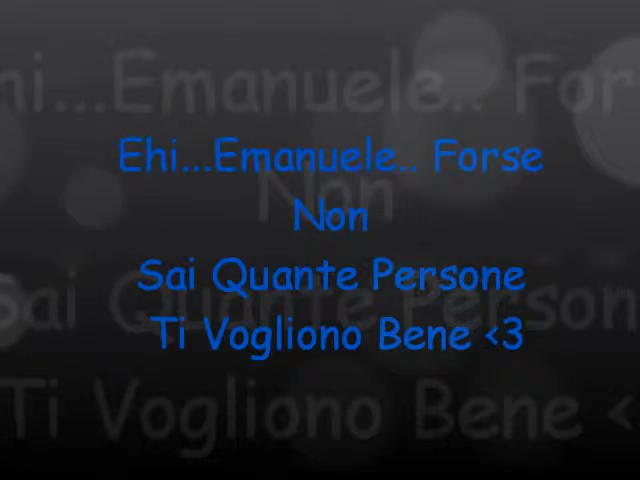 Ehi...Emanuele.. Forse
Non
Sai Quante Persone
Ti Vogliono Bene <3